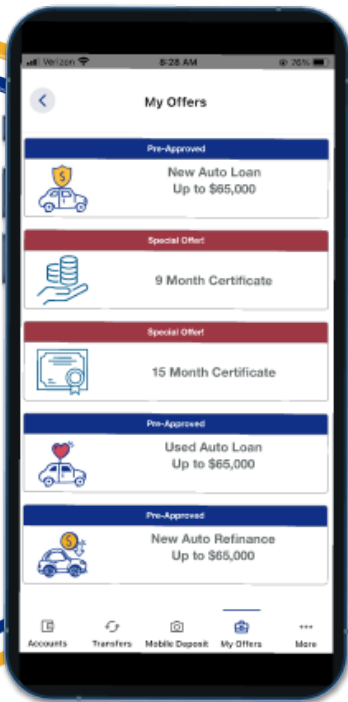 Verizon
8:28 AM
76%
My Offers
Pre-Approved
New Auto Loan
Up to $65,000
Special Offer!
9 Month Certificate
Special Offer!
15 Month Certificate
Pre-Approved
Used Auto Loan
Up to $65,000
Pre-Approved
New Auto Refinance
Up to $65,000
Accounts
Transfers
Mobile Deposit
My Offers
More